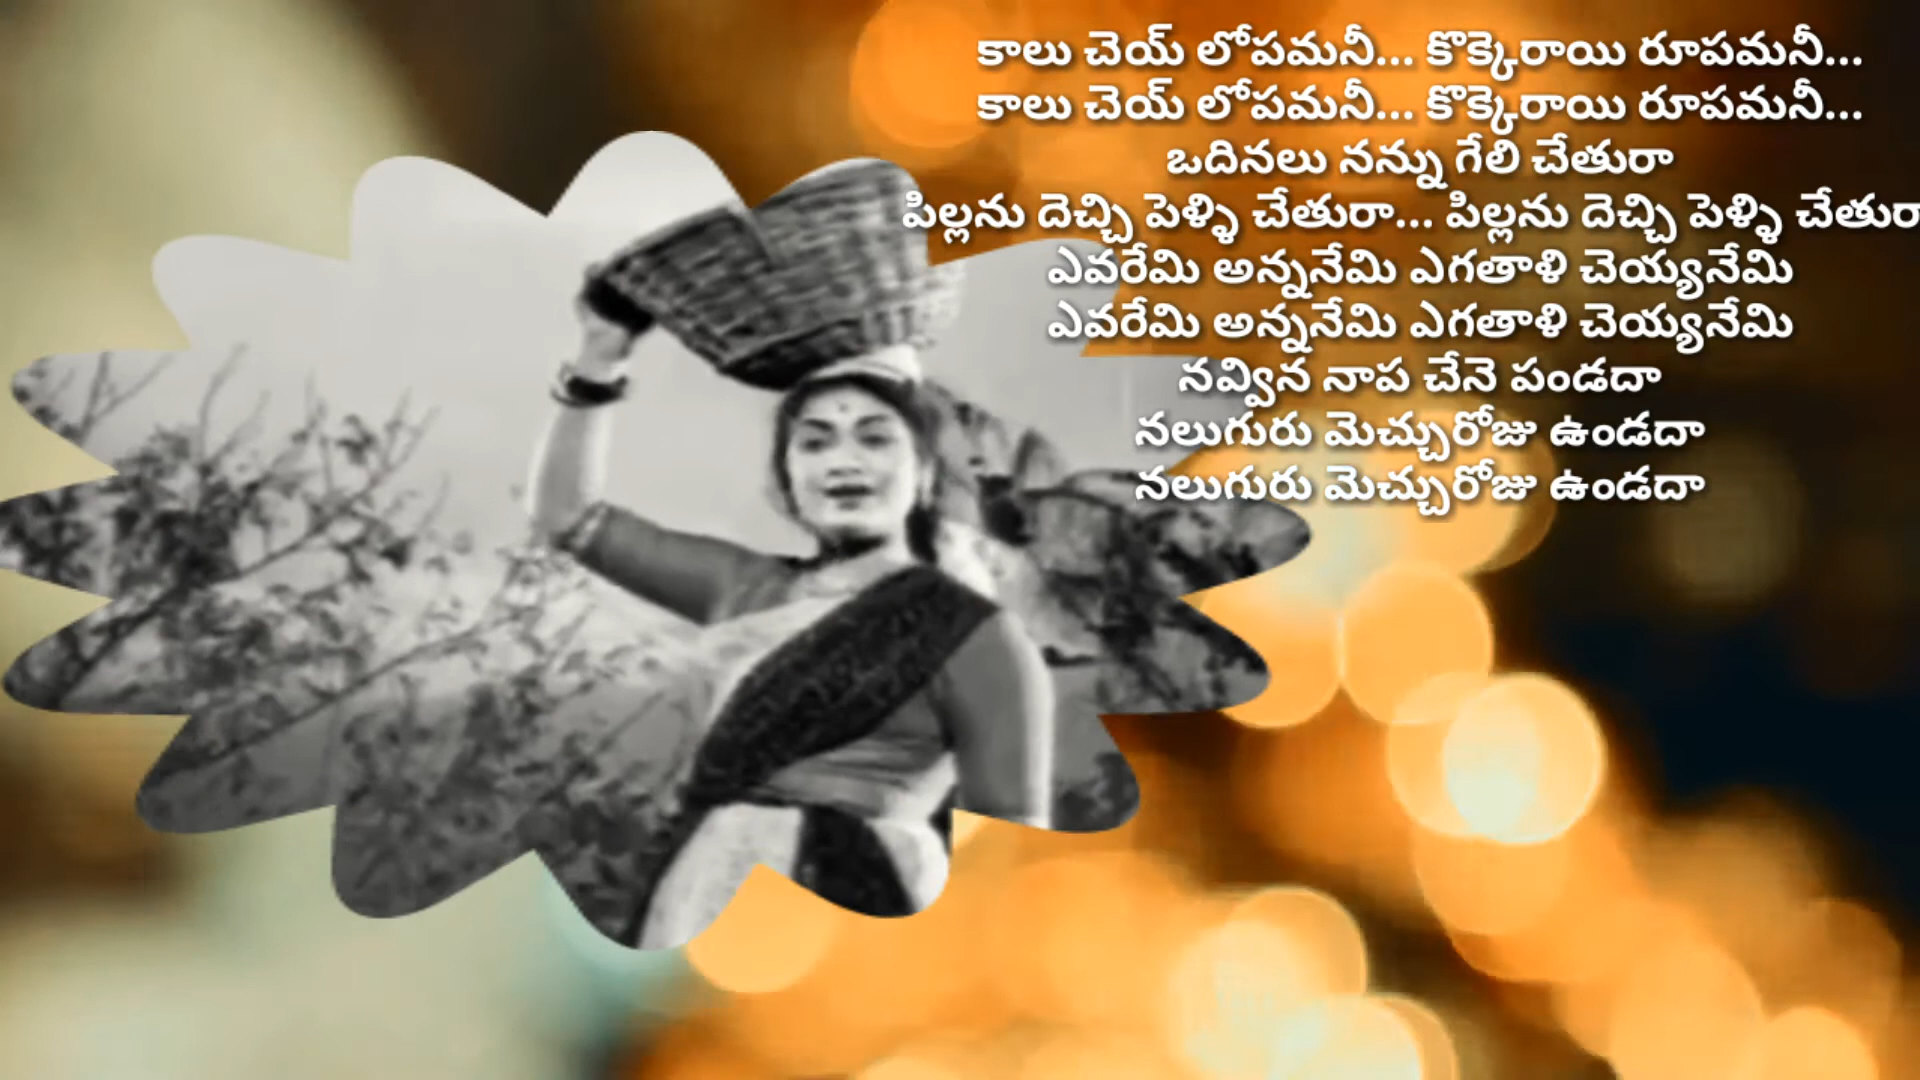 కాలు చెయ్ లోపమనీ... కొక్కెరాయి రూపమనీ...
కాలు చెయ్ లోపమనీ... కొక్కెరాయి రూపమనీ...
ఒదినలు నన్ను గేలి చేతురా
పిల్లను దెచ్చి పెళ్ళి చేతురా... పిల్లను దెచ్చి పెళ్ళి చేతురా
ఎవరేమి అన్ననేమి ఎగతాళి చెయ్యనేమి
ఎవరేమి అన్ననేమి ఎగతాళి చెయ్యనేమి
నవ్విన నాప చేనె పండదా
నలుగురు మెచ్చురోజు ఉండదా
నలుగురు మెచ్చురోజు ఉండదా